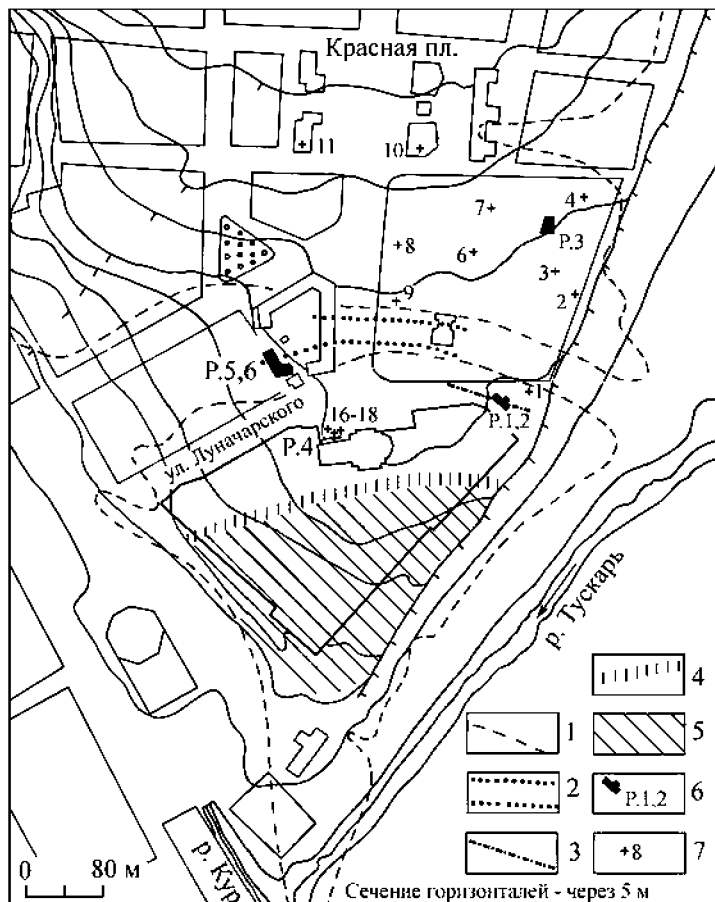 Красная пл.
11
10
7
4
Р.3
8
6
3
9
2
Р.5,6
1
Р.1,2
16-18
ул. Луначарского
Р.4
р. Тускарь
4
1
5
2
Р.1,2
6
3
8
7
0 80 м
р. Кур
Сечение горизонталей - через 5 м